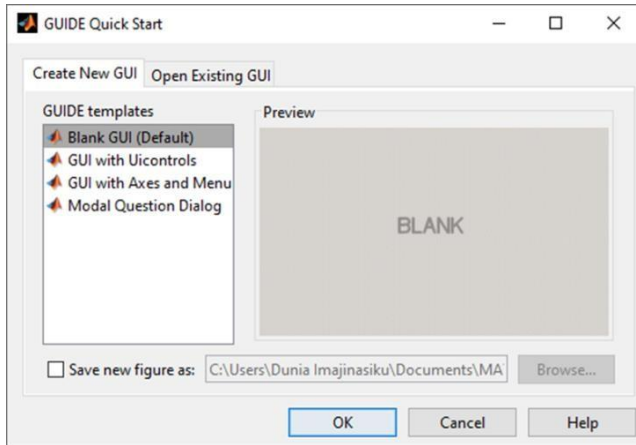 GUIDE Quick Start
Create New GUI
Open Existing GUI
GUIDE templates
Blank GUI (Default)
GUI with Uicontrols
GUI with Axes and Menu
Modal Question Dialog
Preview
BLANK
Save new figure as:
C:\Users\Dunia Imajinasiku\Documents\MA
Browse...
OK
Cancel
Help